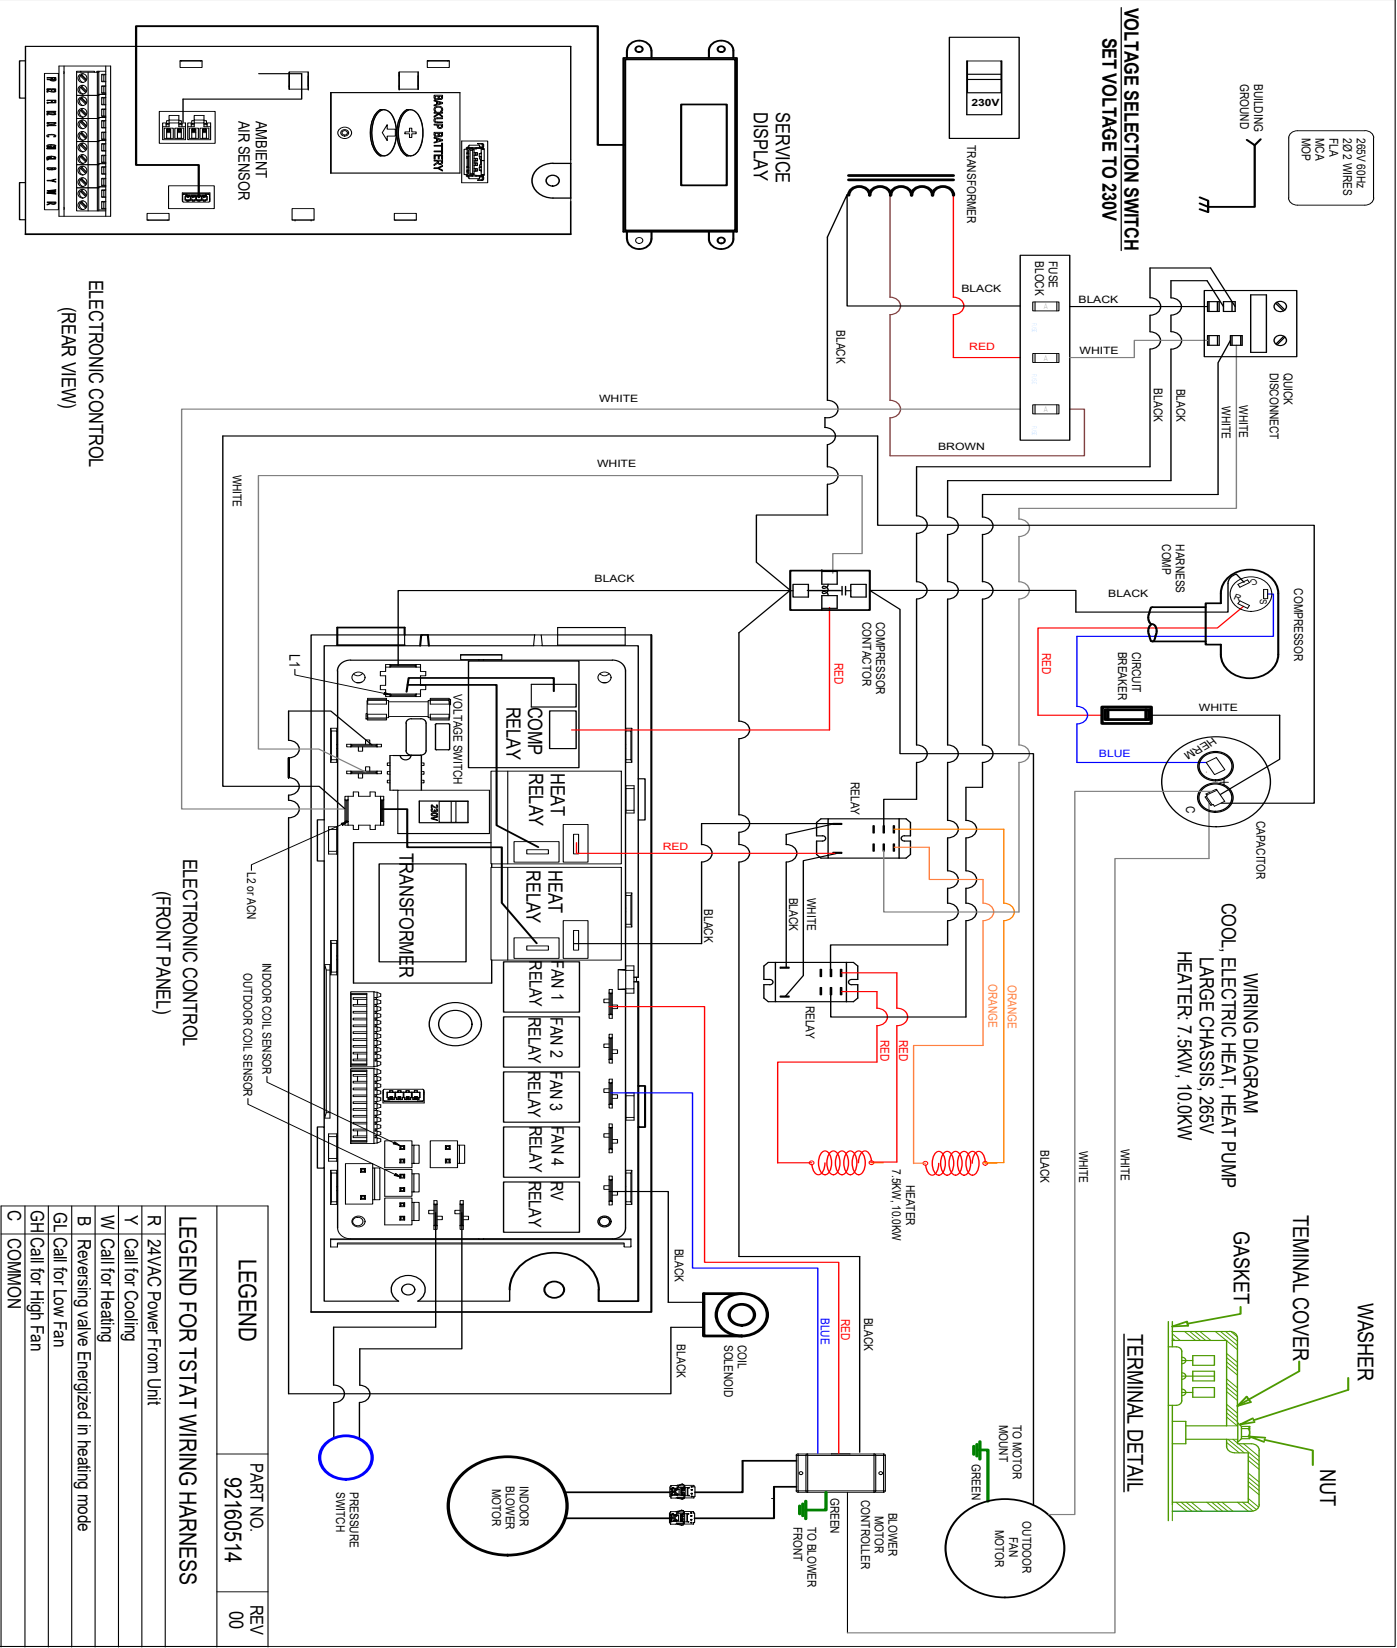 VOLTAGE SELECTION SWITCH
SET VOLTAGE TO 230V
265V 60Hz
2Ø 2 WIRES
FLA
MCA
MOP
BUILDING
GROUND
230V
TRANSFORMER
SERVICE
DISPLAY
BACKUP BATTERY
AMBIENT
AIR SENSOR
ELECTRONIC CONTROL
(REAR VIEW)
QUICK
DISCONNECT
FUSE
BLOCK
BLACK
WHITE
BLACK
RED
BLACK
BLACK
BLACK
WHITE
WHITE
BROWN
WHITE
WHITE
WHITE
BLACK
COMPRESSOR
HARNESS
COMP
C
S
R
BLACK
CIRCUIT
BREAKER
RED
BLUE
WHITE
HERM
C
CAPACITOR
COMPRESSOR
CONTACTOR
RED
RELAY
RED
WHITE
BLACK
BLACK
RELAY
ORANGE
ORANGE
RED
RED
HEATER
7.5KW, 10.0KW
WIRING DIAGRAM
COOL, ELECTRIC HEAT, HEAT PUMP
LARGE CHASSIS, 265V
HEATER: 7.5KW, 10.0KW
L1
VOLTAGE SWITCH
COMP
RELAY
HEAT
RELAY
HEAT
RELAY
230V
TRANSFORMER
FAN 1
RELAY
FAN 2
RELAY
FAN 3
RELAY
FAN 4
RELAY
RV
RELAY
L2 or ACN
ELECTRONIC CONTROL
(FRONT PANEL)
INDOOR COIL SENSOR
OUTDOOR COIL SENSOR
BLACK
WHITE
WHITE
BLACK
BLACK
COIL
SOLENOID
BLACK
RED
BLUE
PRESSURE
SWITCH
INDOOR
BLOWER
MOTOR
BLOWER
MOTOR
CONTROLLER
GREEN
TO BLOWER
FRONT
TO MOTOR
MOUNT
GREEN
OUTDOOR
FAN
MOTOR
WASHER
NUT
TEMINAL COVER
GASKET
TERMINAL DETAIL
LEGEND
PART NO.
92160514
REV
00
LEGEND FOR TSTAT WIRING HARNESS
R 24VAC Power From Unit
Y Call for Cooling
W Call for Heating
B Reversing valve Energized in heating mode
GL Call for Low Fan
GH Call for High Fan
C COMMON